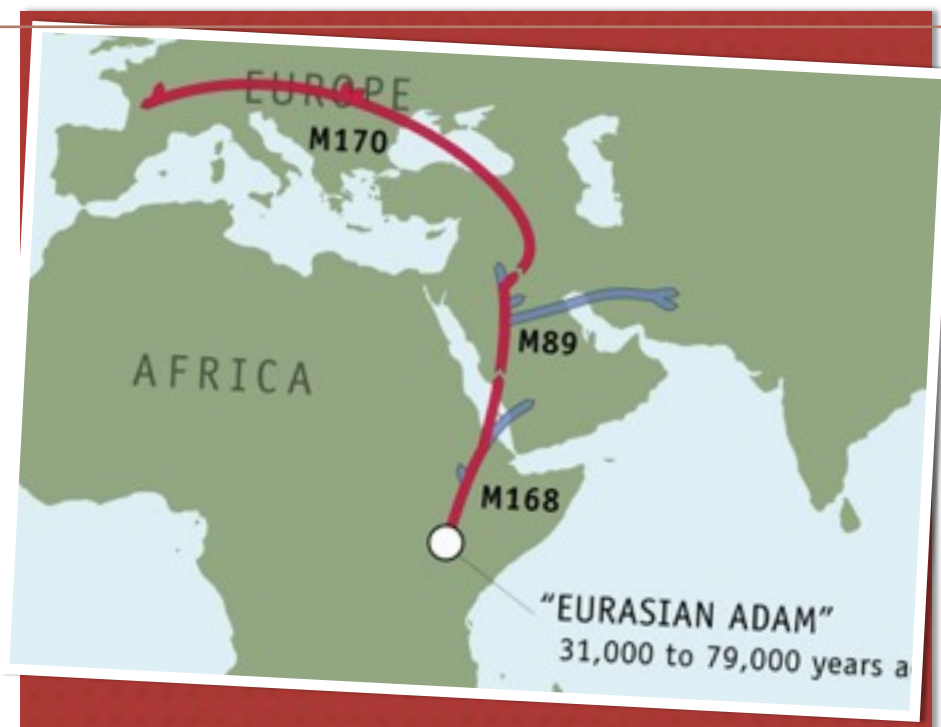 EUROPE
M170
M89
AFRICA
M168
“EURASIAN ADAM”
31,000 to 79,000 years a